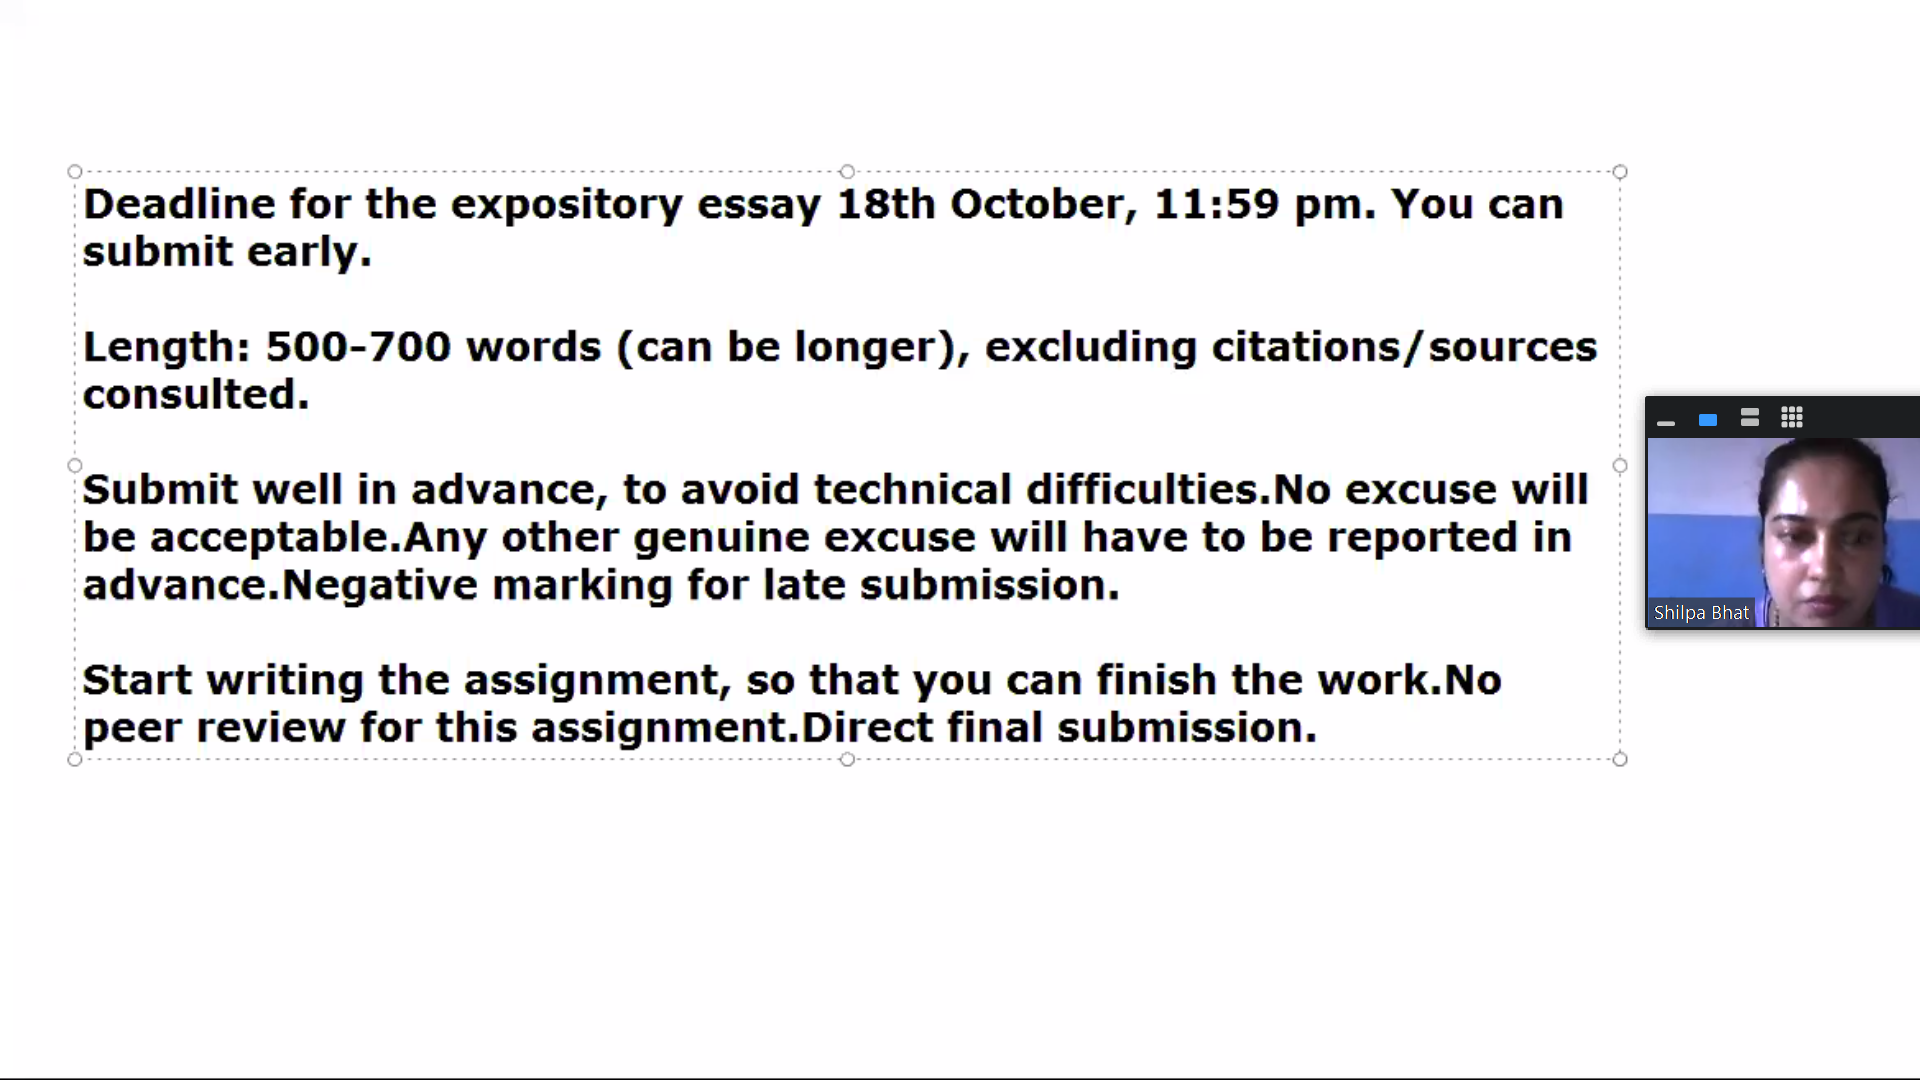 Deadline for the expository essay 18th October, 11:59 pm. You can
submit early.
Length: 500-700 words (can be longer), excluding citations/sources
consulted.
Submit well in advance, to avoid technical difficulties.No excuse will
be acceptable.Any other genuine excuse will have to be reported in
advance.Negative marking for late submission.
Start writing the assignment, so that you can finish the work.No
peer review for this assignment.Direct final submission.
Shilpa Bhat